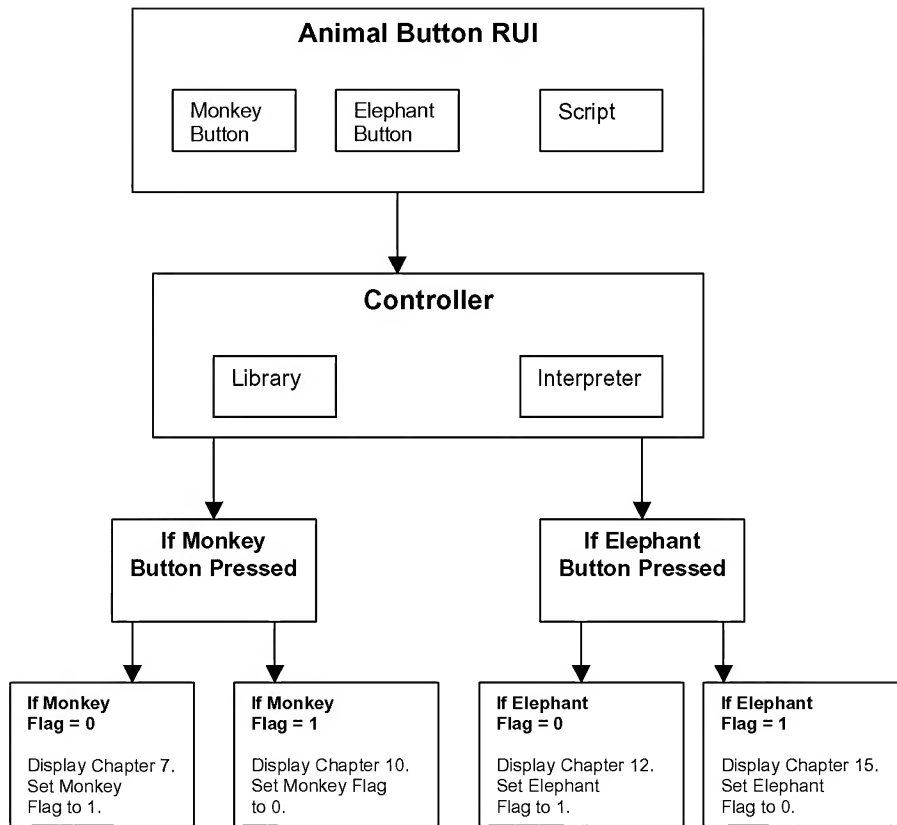 Animal Button RUI
Monkey
Button
Elephant
Button
Script
Controller
Library
Interpreter
If Monkey
Button Pressed
If Elephant
Button Pressed
If Monkey
Flag = 0
Display Chapter 7.
Set Monkey
Flag to 1.
If Monkey
Flag = 1
Display Chapter 10.
Set Monkey Flag
to 0.
If Elephant
Flag = 0
Display Chapter 12.
Set Elephant
Flag to 1.
If Elephant
Flag = 1
Display Chapter 15.
Set Elephant
Flag to 0.